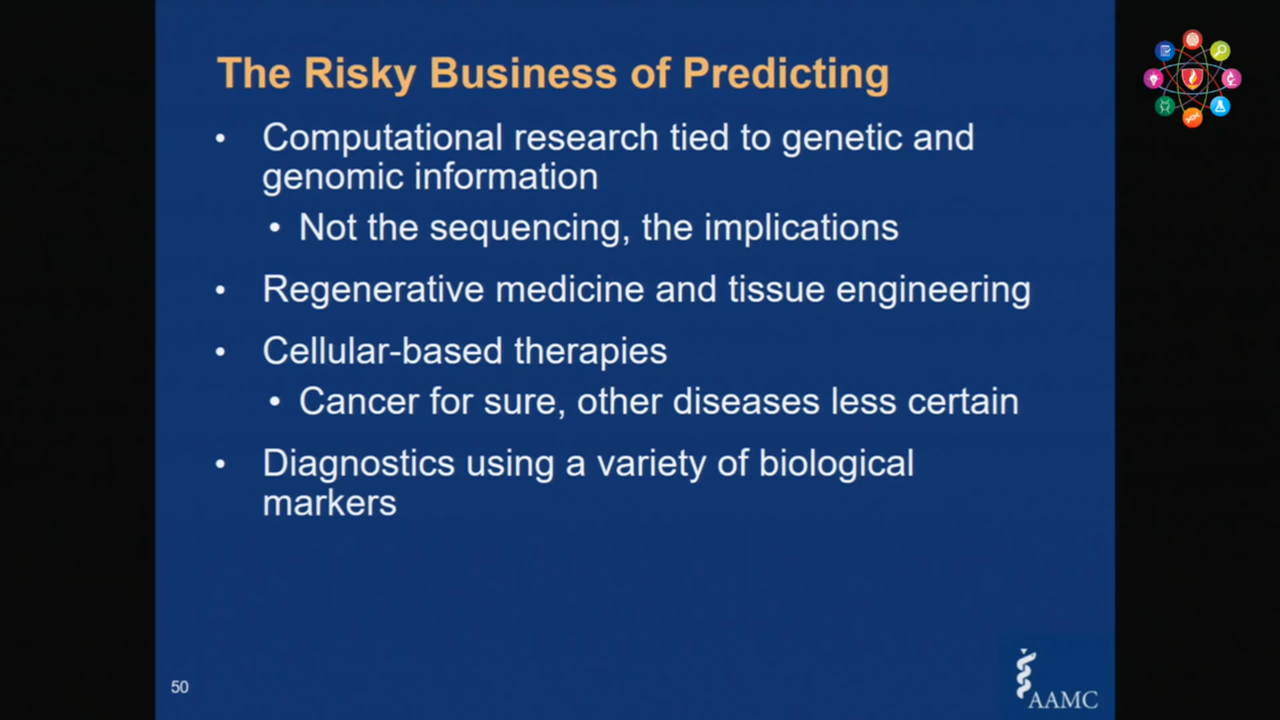 The Risky Business of Predicting
• Computational research tied to genetic and
genomic information
• Not the sequencing, the implications
• Regenerative medicine and tissue engineering
• Cellular-based therapies
• Cancer for sure, other diseases less certain
• Diagnostics using a variety of biological
markers
50
AAMC